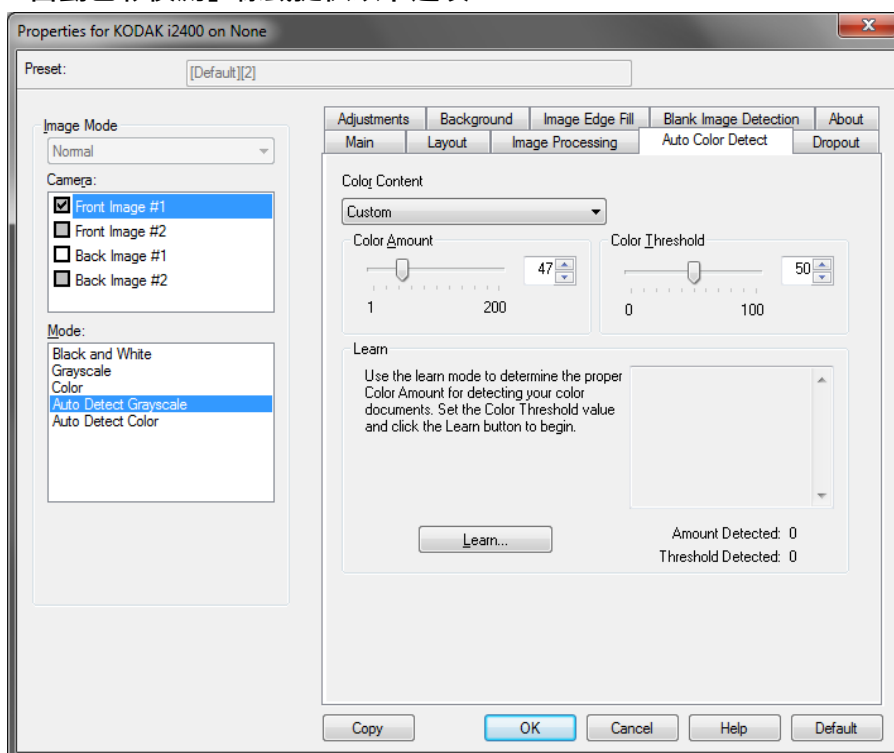 Properties for KODAK i2400 on None
Preset:
[Default][2]
Image Mode
Normal
Camera:
Front Image #1
Front Image #2
Back Image #1
Back Image #2
Mode:
Black and White
Grayscale
Color
Auto Detect Grayscale
Auto Detect Color
Adjustments
Background
Image Edge Fill
Blank Image Detection
About
Main
Layout
Image Processing
Auto Color Detect
Dropout
Color Content
Custom
Color Amount
47
1
200
Color Threshold
50
0
100
Learn
Use the learn mode to determine the proper
Color Amount for detecting your color
documents. Set the Color Threshold value
and click the Learn button to begin.
Learn...
Amount Detected: 0
Threshold Detected: 0
Copy
OK
Cancel
Help
Default